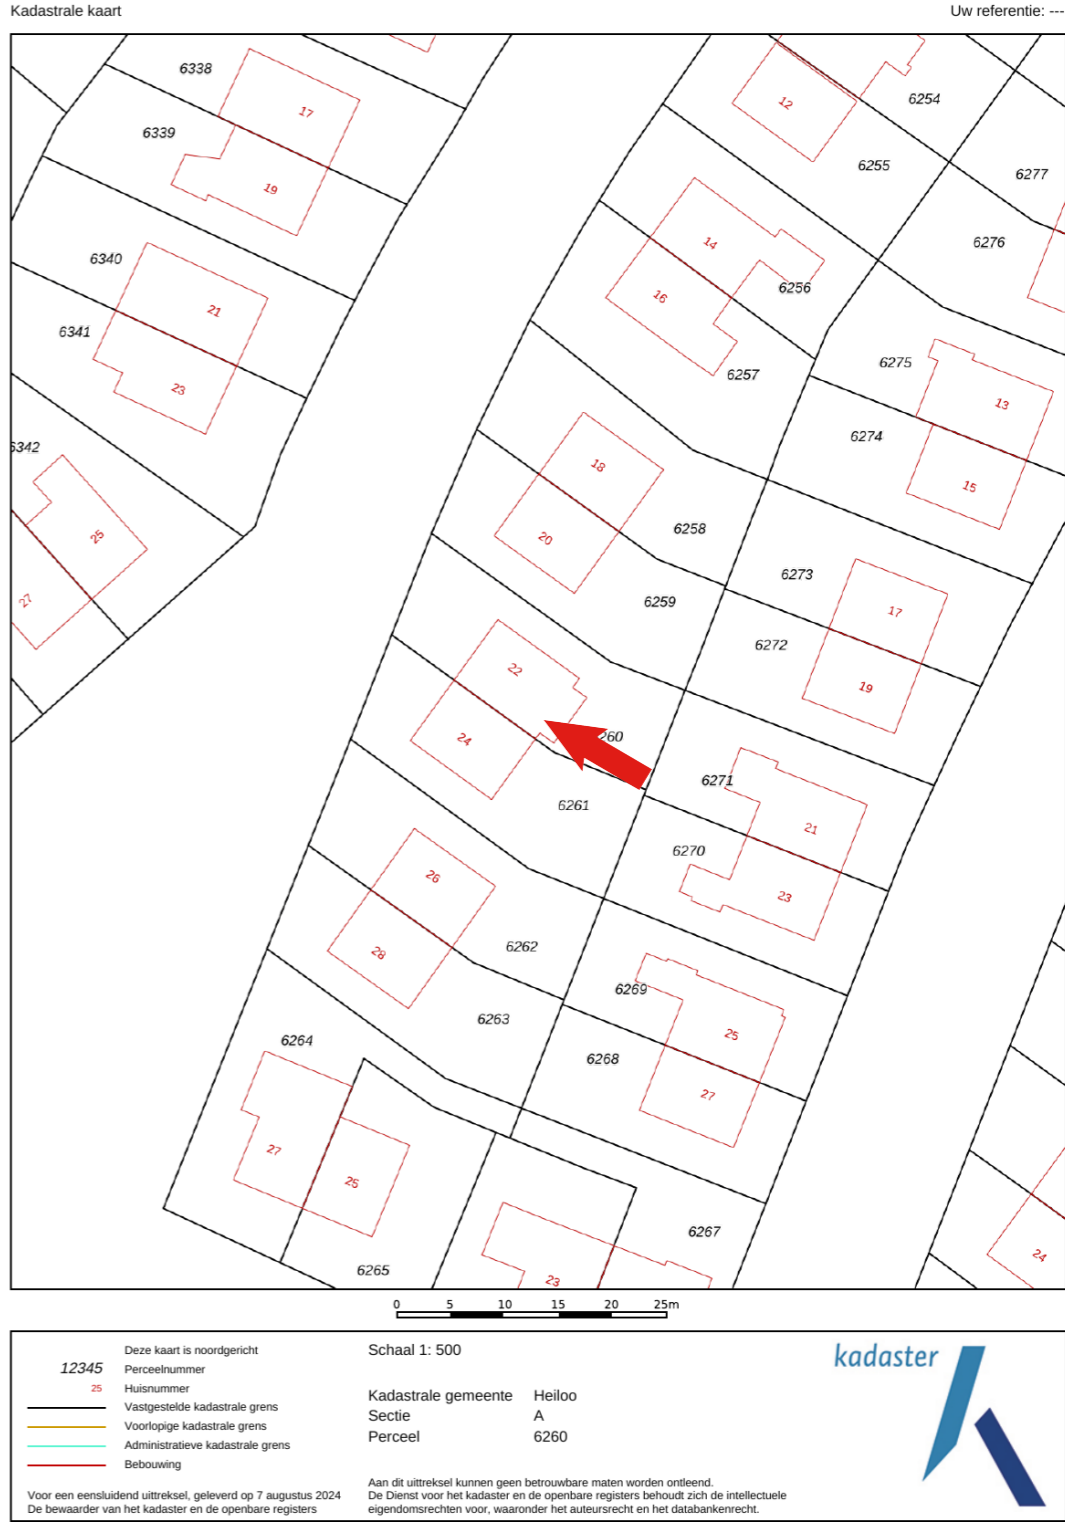 Kadastrale kaart
Uw referentie: ---
6338
17
6339
19
12
6254
6255
6277
6276
14
16
6256
6257
6340
21
6341
23
6342
25
27
6275
13
6274
15
18
20
6258
6259
6273
17
6272
19
22
24
260
6261
6271
21
6270
23
26
28
6262
6263
6269
25
6268
27
6264
27
25
6265
23
6267
24
0 5 10 15 20 25m
12345
25
Deze kaart is noordgericht
Perceelnummer
Huisnummer
Vastgestelde kadastrale grens
Voorlopige kadastrale grens
Administratieve kadastrale grens
Bebouwing
Voor een eensluidend uittreksel, geleverd op 7 augustus 2024
De bewaarder van het kadaster en de openbare registers
Schaal 1: 500
Kadastrale gemeente Heiloo
Sectie A
Perceel 6260
Aan dit uittreksel kunnen geen betrouwbare maten worden ontleend.
De Dienst voor het kadaster en de openbare registers behoudt zich de intellectuele
eigendomsrechten voor, waaronder het auteursrecht en het databankenrecht.
kadaster